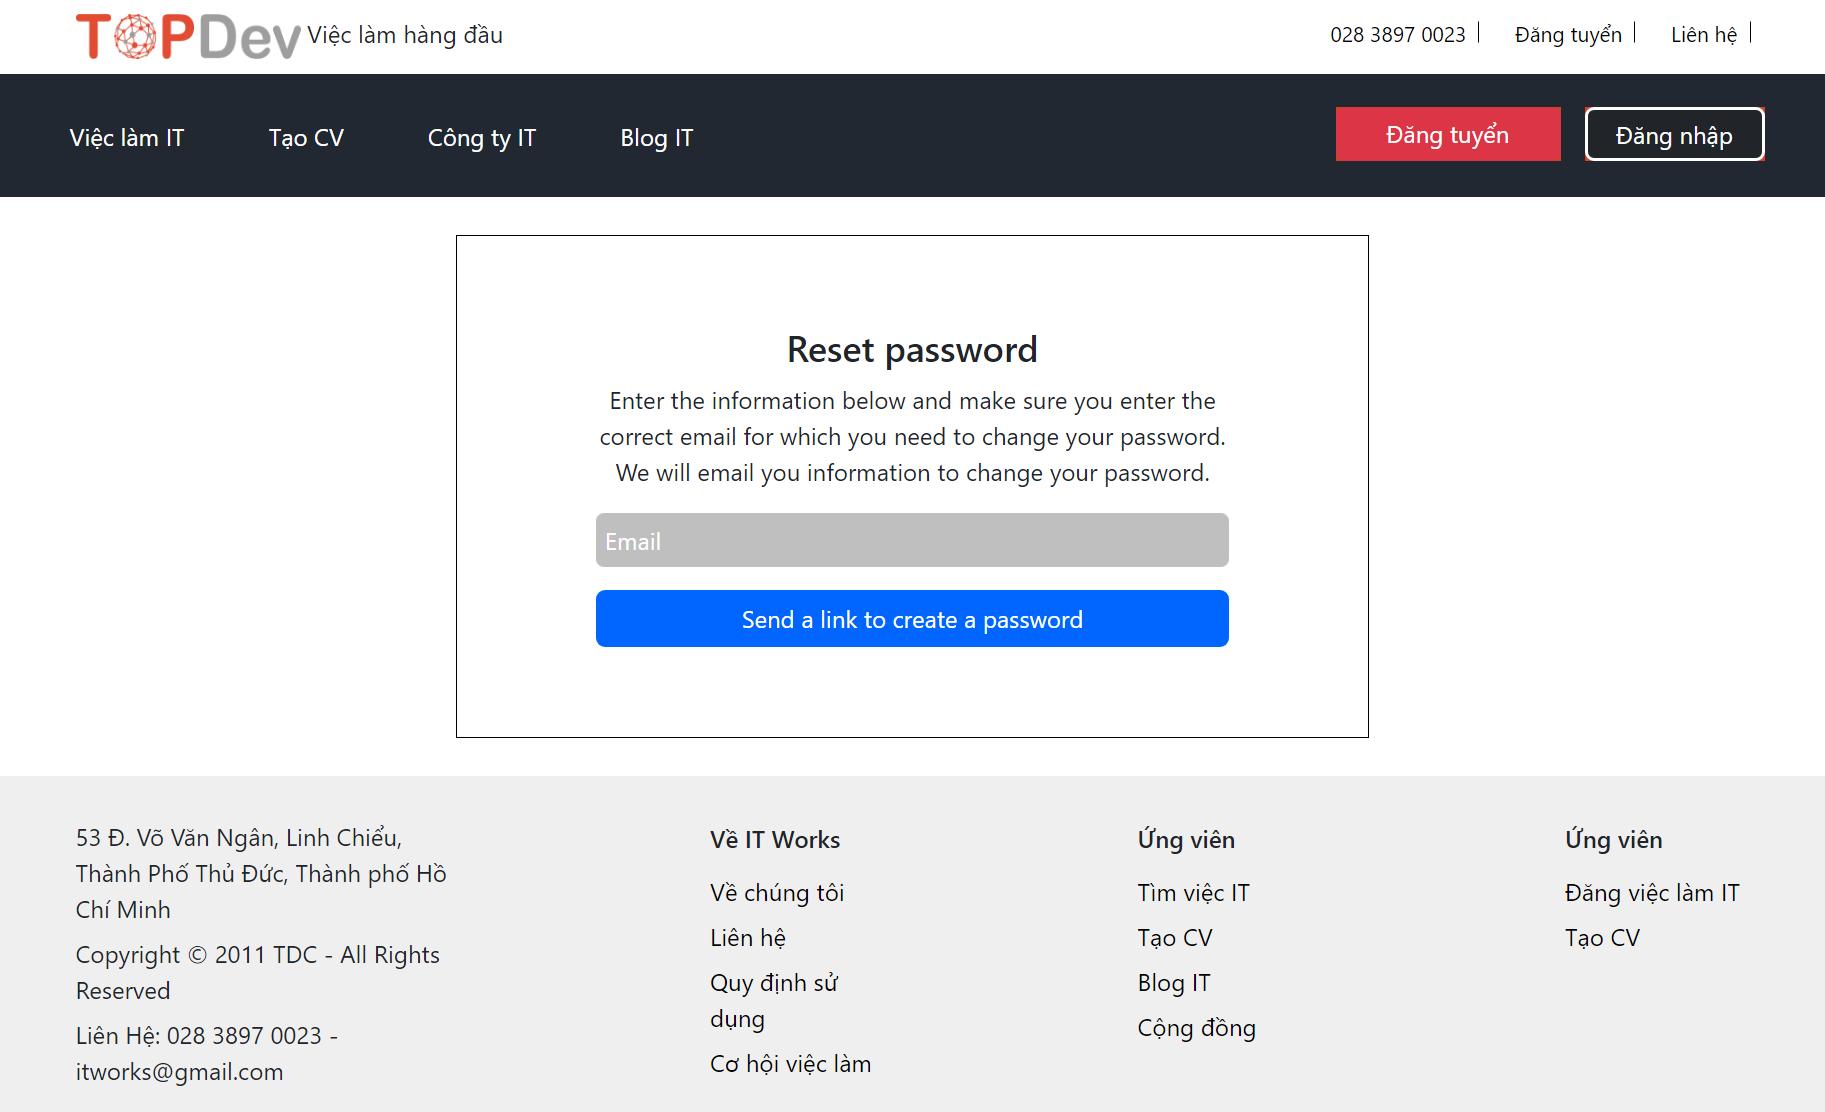 TOPDev Việc làm hàng đầu
028 3897 0023
Đăng tuyển
Liên hệ
Việc làm IT
Tạo CV
Công ty IT
Blog IT
Đăng tuyển
Đăng nhập
Reset password
Enter the information below and make sure you enter the
correct email for which you need to change your password.
We will email you information to change your password.
Email
Send a link to create a password
53 Đ. Võ Văn Ngân, Linh Chiểu,
Thành Phố Thủ Đức, Thành phố Hồ
Chí Minh
Copyright © 2011 TDC - All Rights
Reserved
Liên Hệ: 028 3897 0023 -
itworks@gmail.com
Về IT Works
Về chúng tôi
Liên hệ
Quy định sử
dụng
Cơ hội việc làm
Ứng viên
Tìm việc IT
Tạo CV
Blog IT
Cộng đồng
Ứng viên
Đăng việc làm IT
Tạo CV